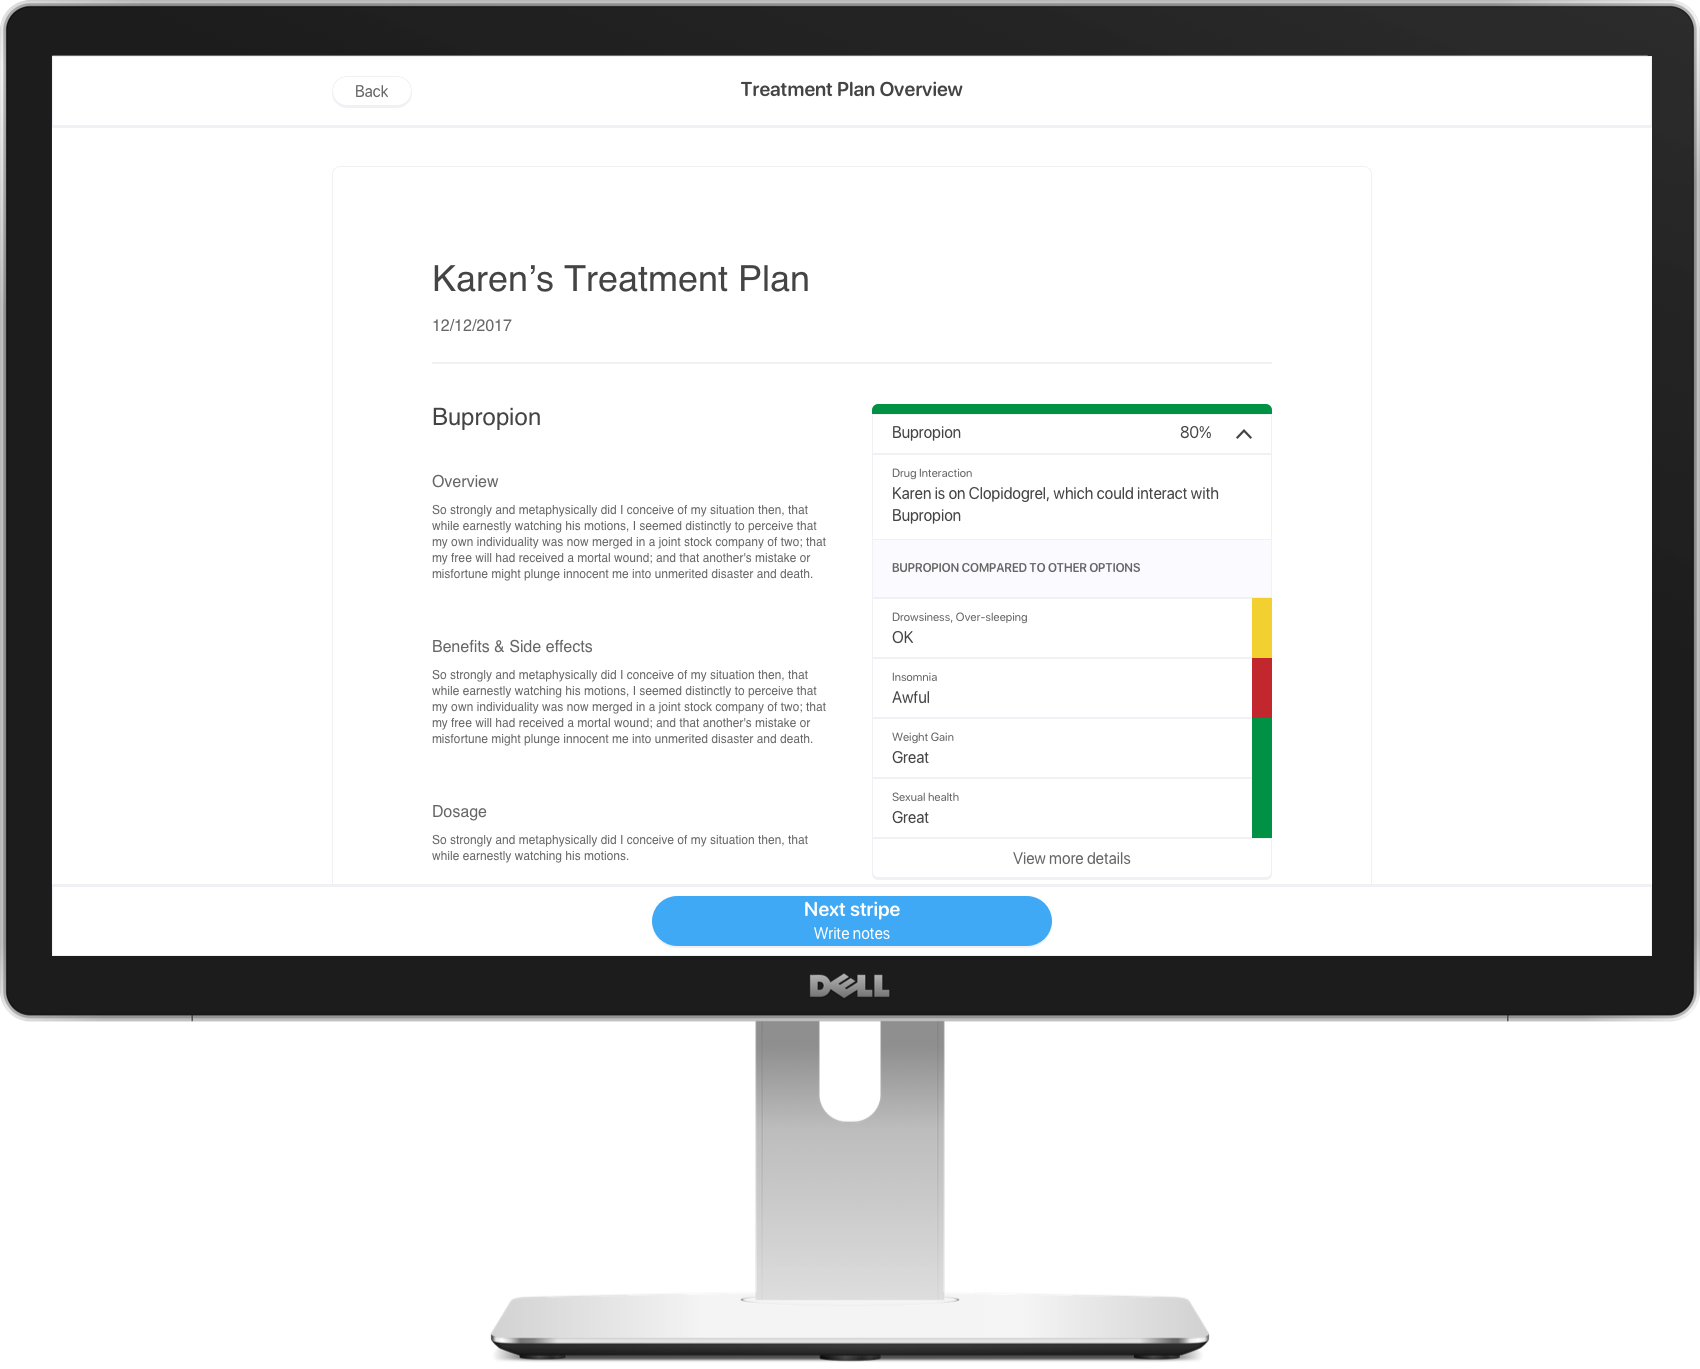 Back
Treatment Plan Overview
Karen’s Treatment Plan
12/12/2017
Bupropion
Overview
So strongly and metaphysically did I conceive of my situation then, that
while earnestly watching his motions, I seemed distinctly to perceive that
my own individuality was now merged in a joint stock company of two; that
my free will had received a mortal wound; and that another's mistake or
misfortune might plunge innocent me into unmerited disaster and death.
Benefits & Side effects
So strongly and metaphysically did I conceive of my situation then, that
while earnestly watching his motions, I seemed distinctly to perceive that
my own individuality was now merged in a joint stock company of two; that
my free will had received a mortal wound; and that another's mistake or
misfortune might plunge innocent me into unmerited disaster and death.
Dosage
So strongly and metaphysically did I conceive of my situation then, that
while earnestly watching his motions.
Bupropion 80%
Drug Interaction
Karen is on Clopidogrel, which could interact with
Bupropion
BUPROPION COMPARED TO OTHER OPTIONS
Drowsiness, Over-sleeping
OK
Insomnia
Awful
Weight Gain
Great
Sexual health
Great
View more details
Next stripe
Write notes
DELL